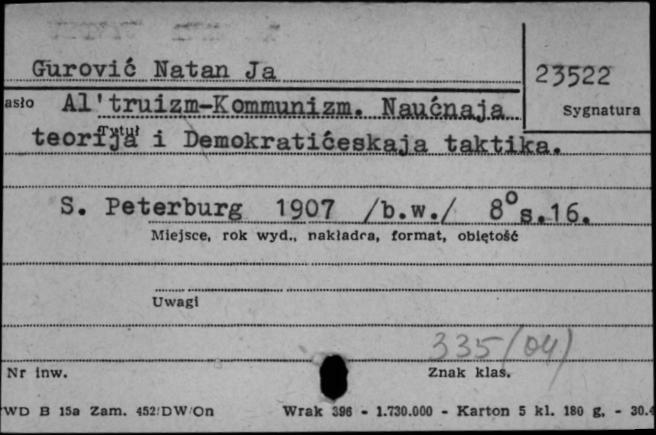 Gurović Natan Ja
23522
asło Al'truizm-Kommunizm. Naućnaja
Sygnatura
Tytuł
teorija i Demokratićeskaja taktika.
S. Peterburg 1907 /b.w./ 8° s.16.
Miejsce, rok wyd., nakładca, format, objętość
Uwagi
335/04/
Nr inw.
Znak klas.
WD B 15a Zam. 452/DW/On Wrak 396 - 1.730.000 - Karton 5 kl. 180 g, - 30.4